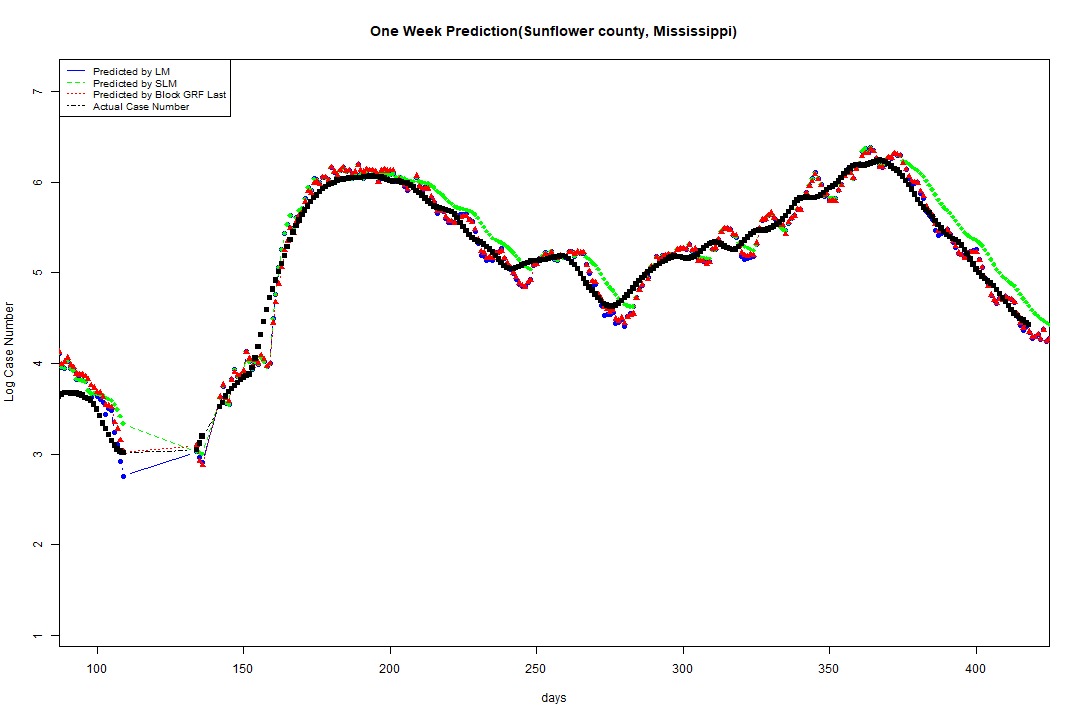 One Week Prediction(Sunflower county, Mississippi)
Predicted by LM
Predicted by SLM
Predicted by Block GRF Last
Actual Case Number
7
6
5
4
3
2
1
Log Case Number
100 150 200 250 300 350 400
days